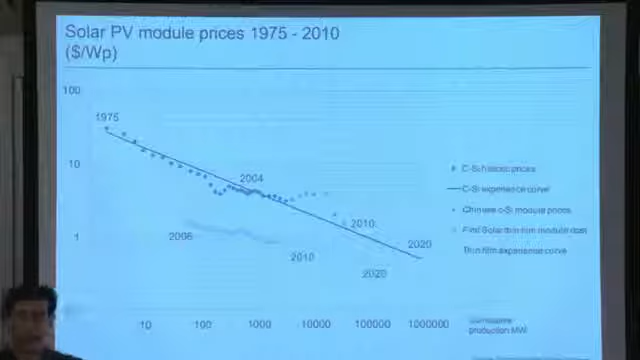 Solar PV module prices 1975 - 2010
($/Wp)
100
1975
10
2004
C-Si historic prices
C-Si experience curve
Chinese c-Si module prices
First Solar thin film module cost
Thin film experience curve
1
2006
2010
2020
2010
2020
10
100
1000
10000
100000
1000000
production MW